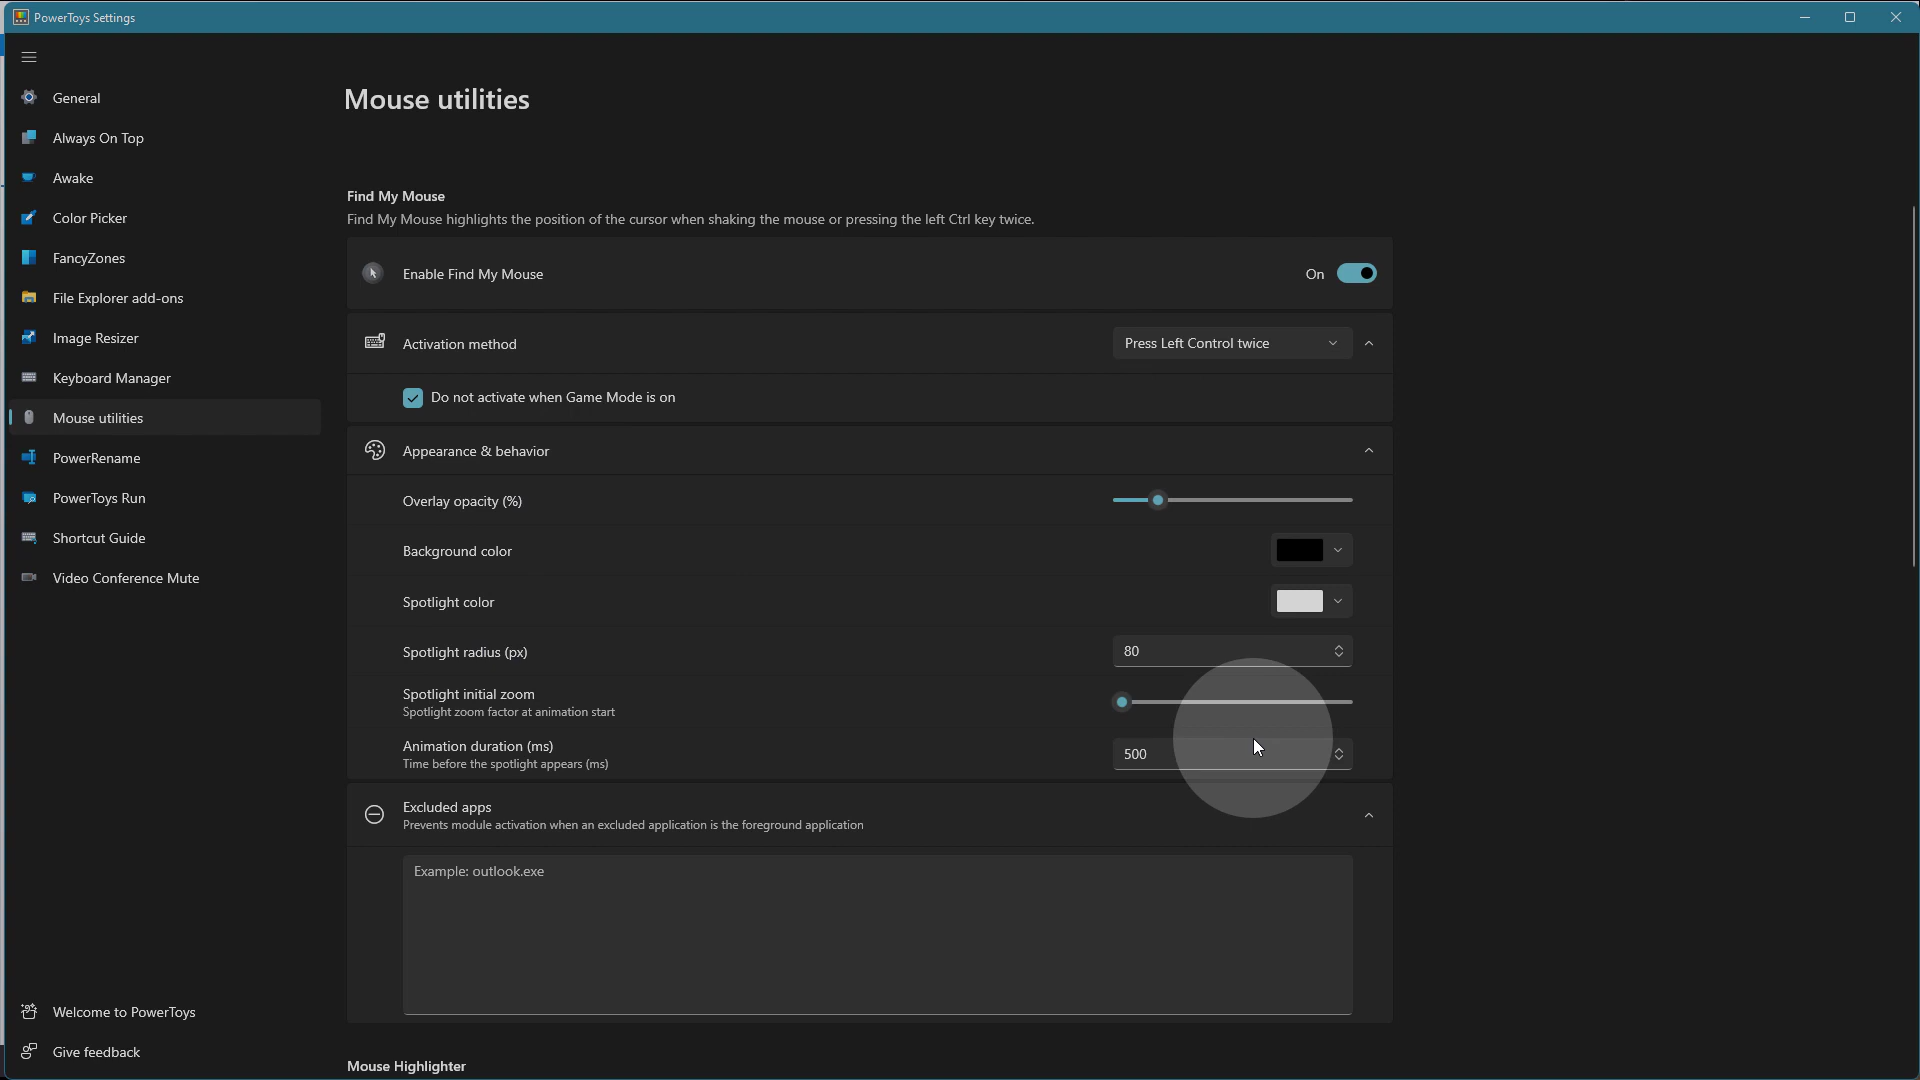 PowerToys Settings
General
Always On Top
Awake
Color Picker
FancyZones
File Explorer add-ons
Image Resizer
Keyboard Manager
Mouse utilities
PowerRename
PowerToys Run
Shortcut Guide
Video Conference Mute
Welcome to PowerToys
Give feedback
Mouse utilities
Find My Mouse
Find My Mouse highlights the position of the cursor when shaking the mouse or pressing the left Ctrl key twice.
Enable Find My Mouse On
Activation method Press Left Control twice
Do not activate when Game Mode is on
Appearance & behavior
Overlay opacity (%)
Background color
Spotlight color
Spotlight radius (px) 80
Spotlight initial zoom
Spotlight zoom factor at animation start
Animation duration (ms) 500
Time before the spotlight appears (ms)
Excluded apps
Prevents module activation when an excluded application is the foreground application
Example: outlook.exe
Mouse Highlighter